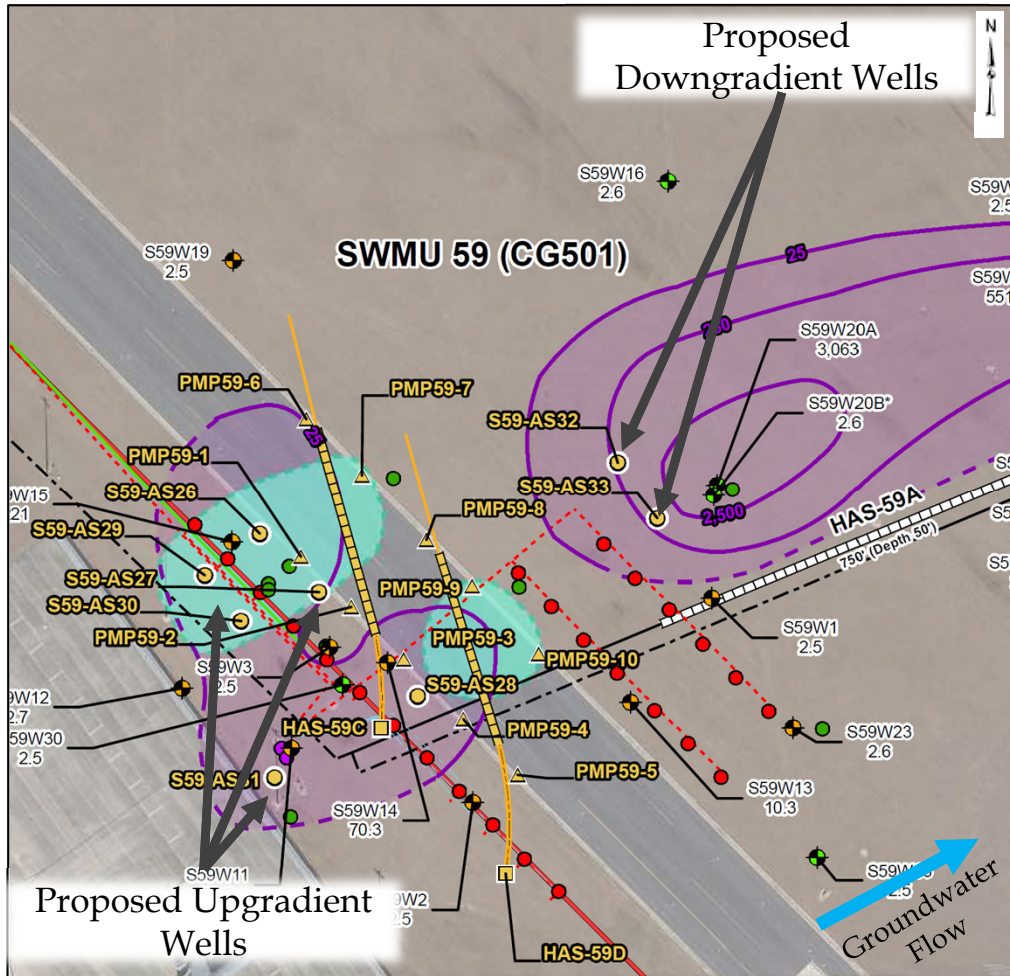 Proposed
Downgradient Wells
N
S59W16
2.6
S59W19
2.5
SWMU 59 (CG501)
25
S59W20A
3,063
S59W20B*
2.6
PMP59-6
PMP59-7
25
S59-AS32
PMP59-1
S59-AS26
S59-AS33
2,500
HAS-59A
750' (Depth 50')
S59-AS29
PMP59-8
S59-AS27
PMP59-9
S59-AS30
PMP59-2
PMP59-3
PMP59-10
S59W1
2.5
S59W3
2.5
S59-AS28
HAS-59C
PMP59-4
S59W23
2.6
PMP59-5
S59W14
70.3
S59W13
10.3
S59W11
Proposed Upgradient
Wells
HAS-59D
Groundwater
Flow